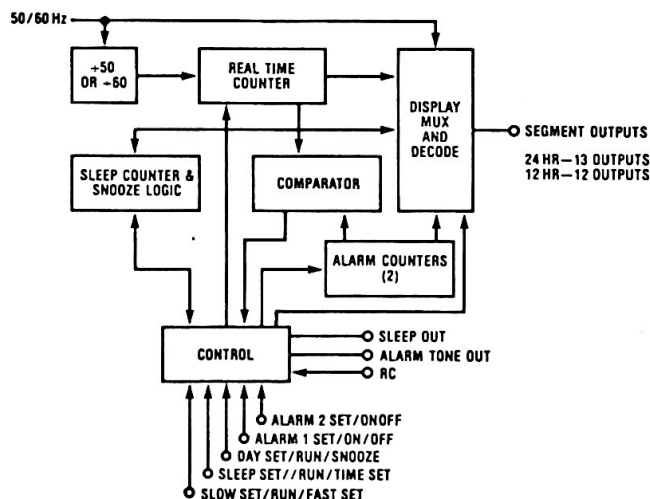 50/60 Hz
÷50
OR ÷60
REAL TIME
COUNTER
DISPLAY
MUX
AND
DECODE
SEGMENT OUTPUTS
24 HR–13 OUTPUTS
12 HR–12 OUTPUTS
SLEEP COUNTER &
SNOOZE LOGIC
COMPARATOR
ALARM COUNTERS
(2)
CONTROL
SLEEP OUT
ALARM TONE OUT
RC
ALARM 2 SET/ONOFF
ALARM 1 SET/ON/OFF
DAY SET/RUN/SNOOZE
SLEEP SET//RUN/TIME SET
SLOW SET/RUN/FAST SET